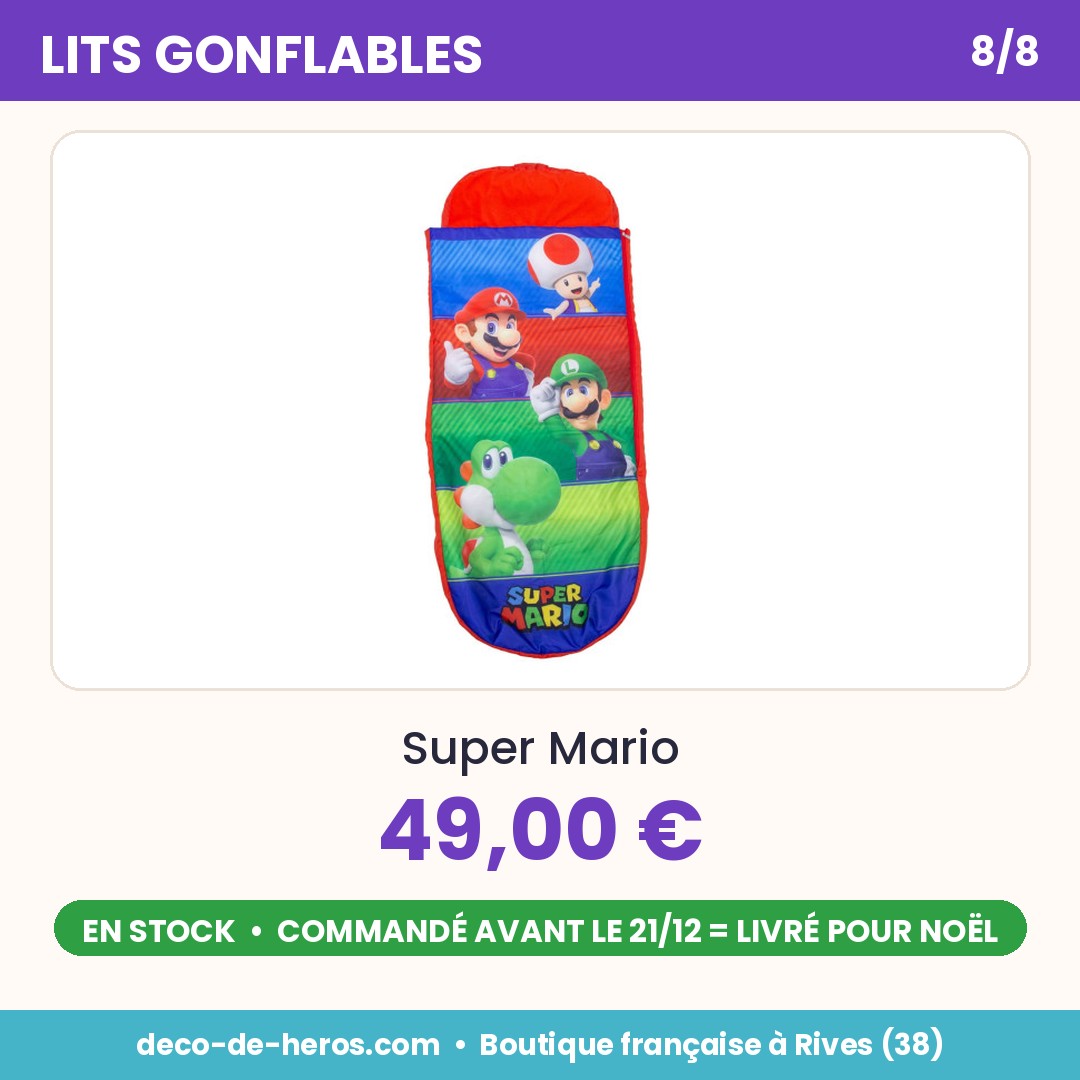 LITS GONFLABLES
8/8
M
L
SUPER
MARIO
Super Mario
49,00 €
EN STOCK • COMMANDÉ AVANT LE 21/12 = LIVRÉ POUR NOËL
deco-de-heros.com • Boutique française à Rives (38)